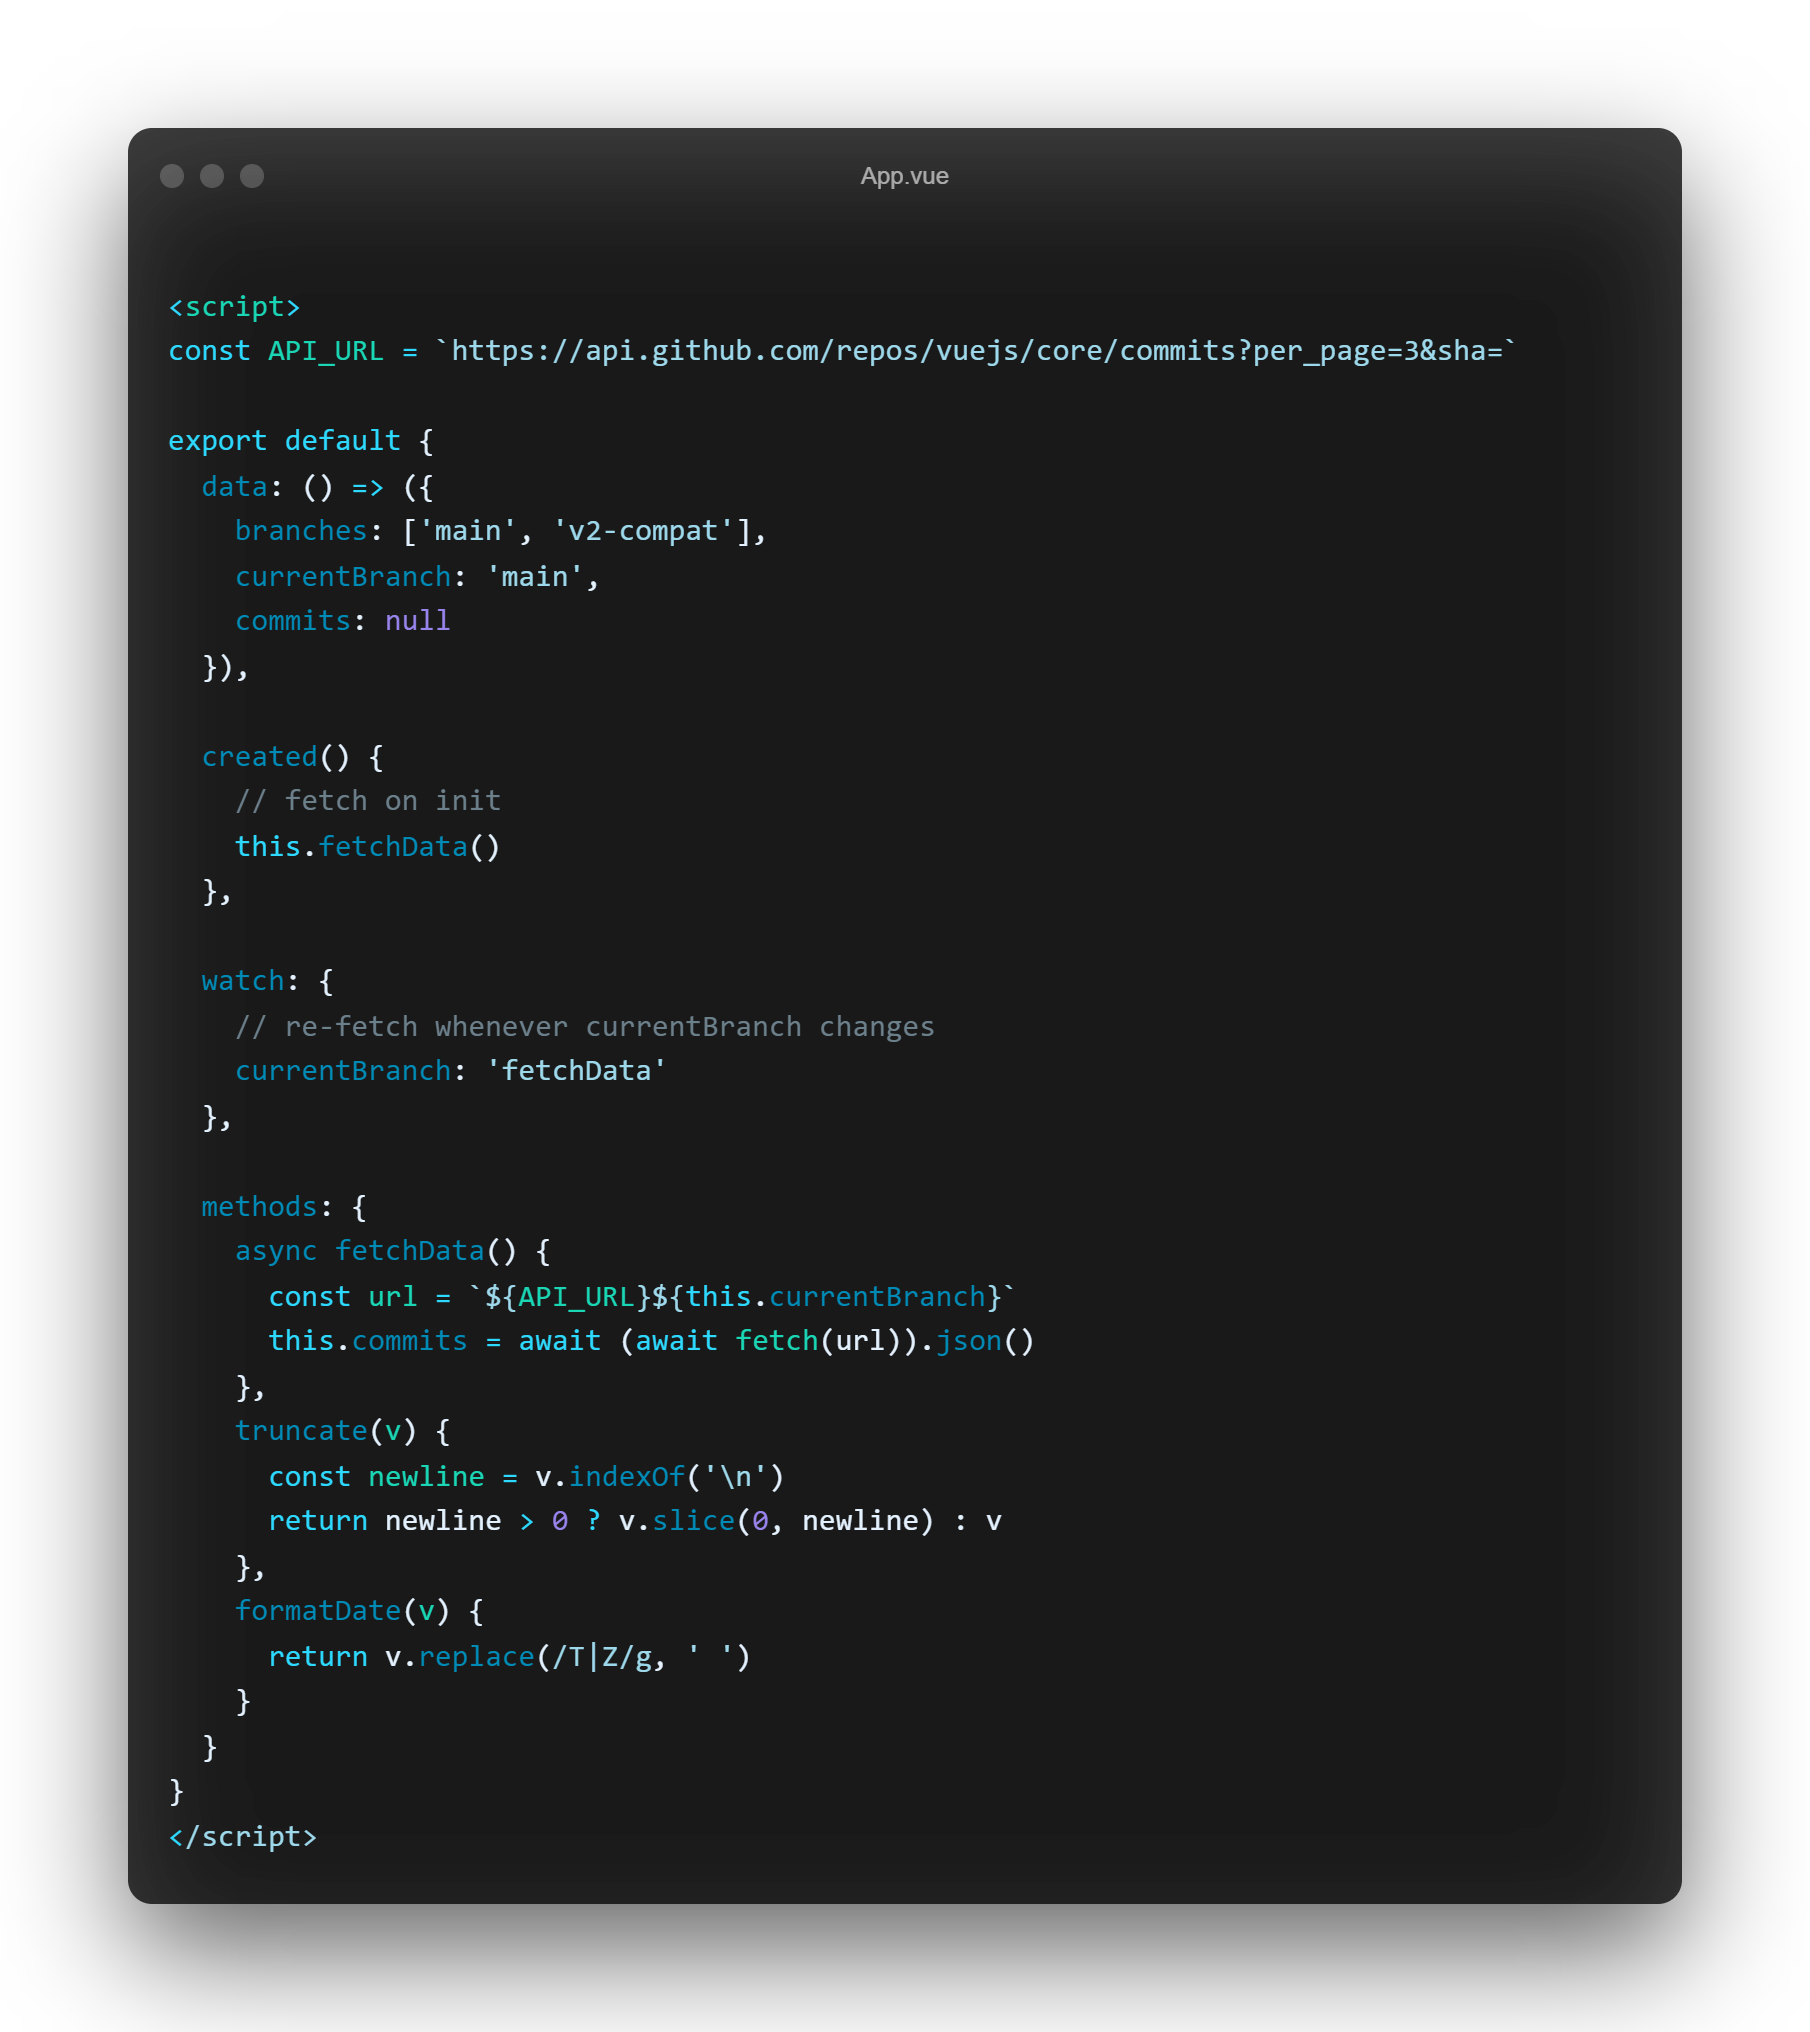 App.vue
<script>
const API_URL = `https://api.github.com/repos/vuejs/core/commits?per_page=3&sha=`
export default {
  data: () => ({
    branches: ['main', 'v2-compat'],
    currentBranch: 'main',
    commits: null
  }),
  created() {
    // fetch on init
    this.fetchData()
  },
  watch: {
    // re-fetch whenever currentBranch changes
    currentBranch: 'fetchData'
  },
  methods: {
    async fetchData() {
      const url = `${API_URL}${this.currentBranch}`
      this.commits = await (await fetch(url)).json()
    },
    truncate(v) {
      const newline = v.indexOf('\n')
      return newline > 0 ? v.slice(0, newline) : v
    },
    formatDate(v) {
      return v.replace(/T|Z/g, ' ')
    }
  }
}
</script>